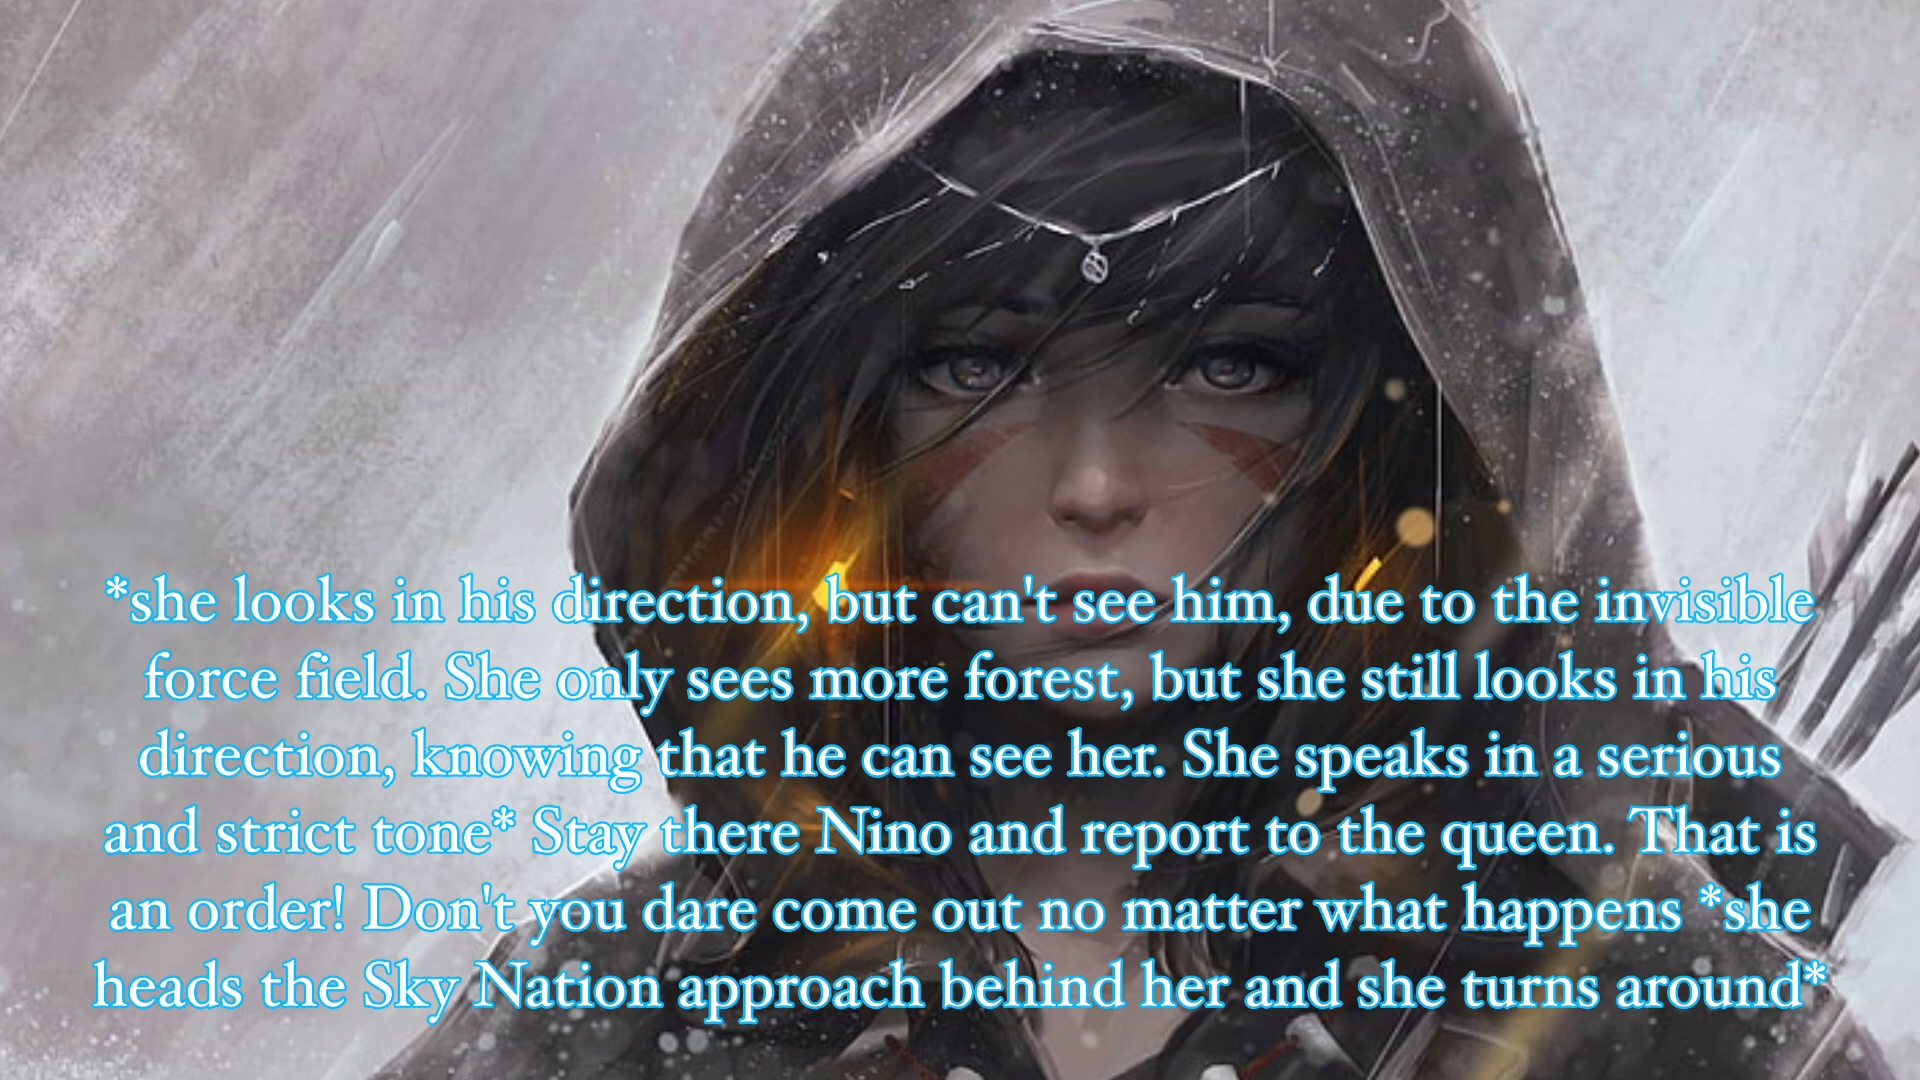 *she looks in his direction, but can't see him, due to the invisible
force field. She only sees more forest, but she still looks in his
direction, knowing that he can see her. She speaks in a serious
and strict tone* Stay there Nino and report to the queen. That is
an order! Don't you dare come out no matter what happens *she
heads the Sky Nation approach behind her and she turns around*